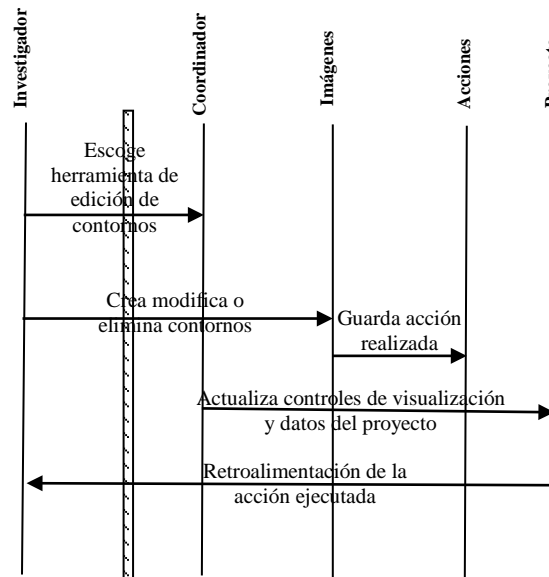 Investigador
Coordinador
Imágenes
Acciones
Escoge
herramienta de
edición de
contornos
Crea modifica o
elimina contornos
Guarda acción
realizada
Actualiza controles de visualización
y datos del proyecto
Retroalimentación de la
acción ejecutada